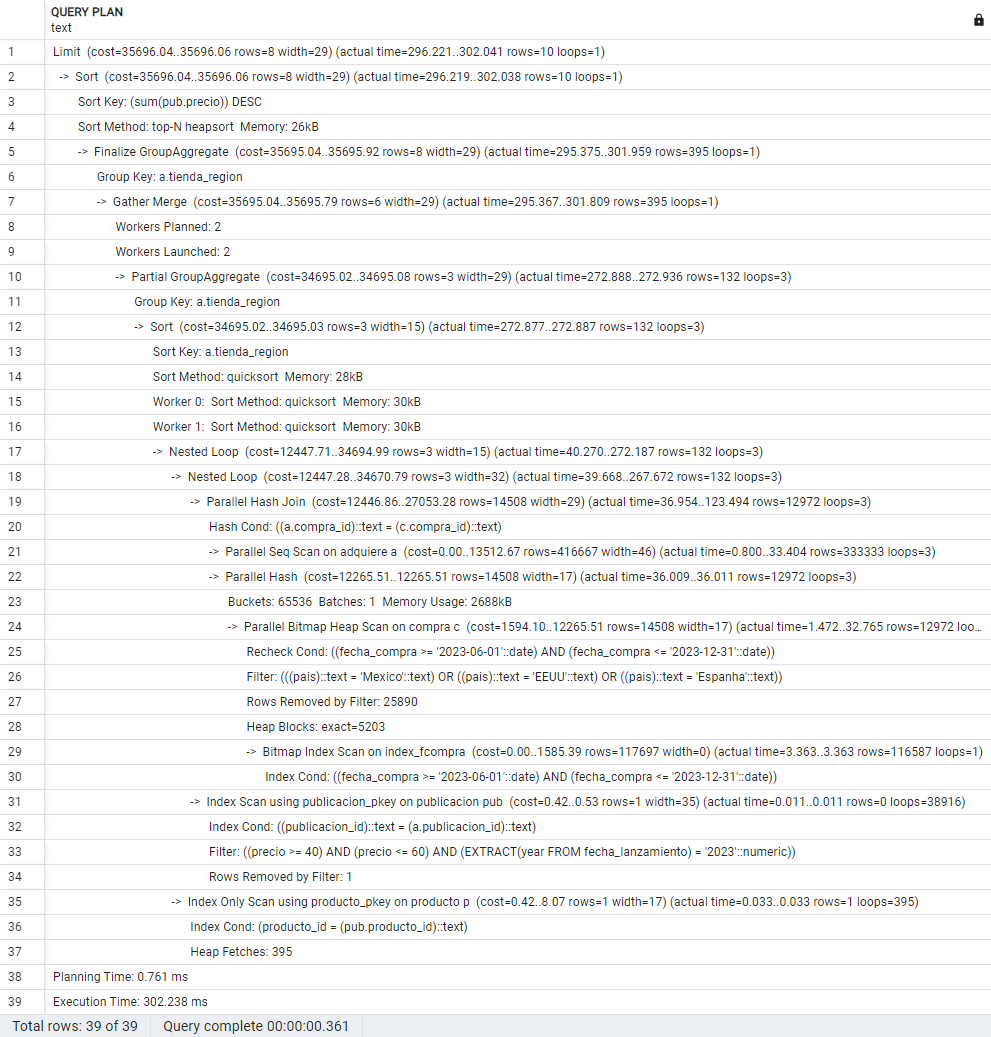 QUERY PLAN
text
1 Limit (cost=35696.04..35696.06 rows=8 width=29) (actual time=296.221..302.041 rows=10 loops=1)
2 -> Sort (cost=35696.04..35696.06 rows=8 width=29) (actual time=296.219..302.038 rows=10 loops=1)
3 Sort Key: (sum(pub.precio)) DESC
4 Sort Method: top-N heapsort Memory: 26kB
5 -> Finalize GroupAggregate (cost=35695.04..35695.92 rows=8 width=29) (actual time=295.375..301.959 rows=395 loops=1)
6 Group Key: a.tienda_region
7 -> Gather Merge (cost=35695.04..35695.79 rows=6 width=29) (actual time=295.367..301.809 rows=395 loops=1)
8 Workers Planned: 2
9 Workers Launched: 2
10 -> Partial GroupAggregate (cost=34695.02..34695.08 rows=3 width=29) (actual time=272.888..272.936 rows=132 loops=3)
11 Group Key: a.tienda_region
12 -> Sort (cost=34695.02..34695.03 rows=3 width=15) (actual time=272.877..272.887 rows=132 loops=3)
13 Sort Key: a.tienda_region
14 Sort Method: quicksort Memory: 28kB
15 Worker 0: Sort Method: quicksort Memory: 30kB
16 Worker 1: Sort Method: quicksort Memory: 30kB
17 -> Nested Loop (cost=12447.71..34694.99 rows=3 width=15) (actual time=40.270..272.187 rows=132 loops=3)
18 -> Nested Loop (cost=12447.28..34670.79 rows=3 width=32) (actual time=39.668..267.672 rows=132 loops=3)
19 -> Parallel Hash Join (cost=12446.86..27053.28 rows=14508 width=29) (actual time=36.954..123.494 rows=12972 loops=3)
20 Hash Cond: ((a.compra_id)::text = (c.compra_id)::text)
21 -> Parallel Seq Scan on adquiere a (cost=0.00..13512.67 rows=416667 width=46) (actual time=0.800..33.404 rows=333333 loops=3)
22 -> Parallel Hash (cost=12265.51..12265.51 rows=14508 width=17) (actual time=36.009..36.011 rows=12972 loops=3)
23 Buckets: 65536 Batches: 1 Memory Usage: 2688kB
24 -> Parallel Bitmap Heap Scan on compra c (cost=1594.10..12265.51 rows=14508 width=17) (actual time=1.472..32.765 rows=12972 loo...
25 Recheck Cond: ((fecha_compra >= '2023-06-01'::date) AND (fecha_compra <= '2023-12-31'::date))
26 Filter: (((pais)::text = 'Mexico'::text) OR ((pais)::text = 'EEUU'::text) OR ((pais)::text = 'Espanha'::text))
27 Rows Removed by Filter: 25890
28 Heap Blocks: exact=5203
29 -> Bitmap Index Scan on index_fcompra (cost=0.00..1585.39 rows=117697 width=0) (actual time=3.363..3.363 rows=116587 loops=1)
30 Index Cond: ((fecha_compra >= '2023-06-01'::date) AND (fecha_compra <= '2023-12-31'::date))
31 -> Index Scan using publicacion_pkey on publicacion pub (cost=0.42..0.53 rows=1 width=35) (actual time=0.011..0.011 rows=0 loops=38916)
32 Index Cond: ((publicacion_id)::text = (a.publicacion_id)::text)
33 Filter: ((precio >= 40) AND (precio <= 60) AND (EXTRACT(year FROM fecha_lanzamiento) = '2023'::numeric))
34 Rows Removed by Filter: 1
35 -> Index Only Scan using producto_pkey on producto p (cost=0.42..8.07 rows=1 width=17) (actual time=0.033..0.033 rows=1 loops=395)
36 Index Cond: (producto_id = (pub.producto_id)::text)
37 Heap Fetches: 395
38 Planning Time: 0.761 ms
39 Execution Time: 302.238 ms
Total rows: 39 of 39 Query complete 00:00:00.361